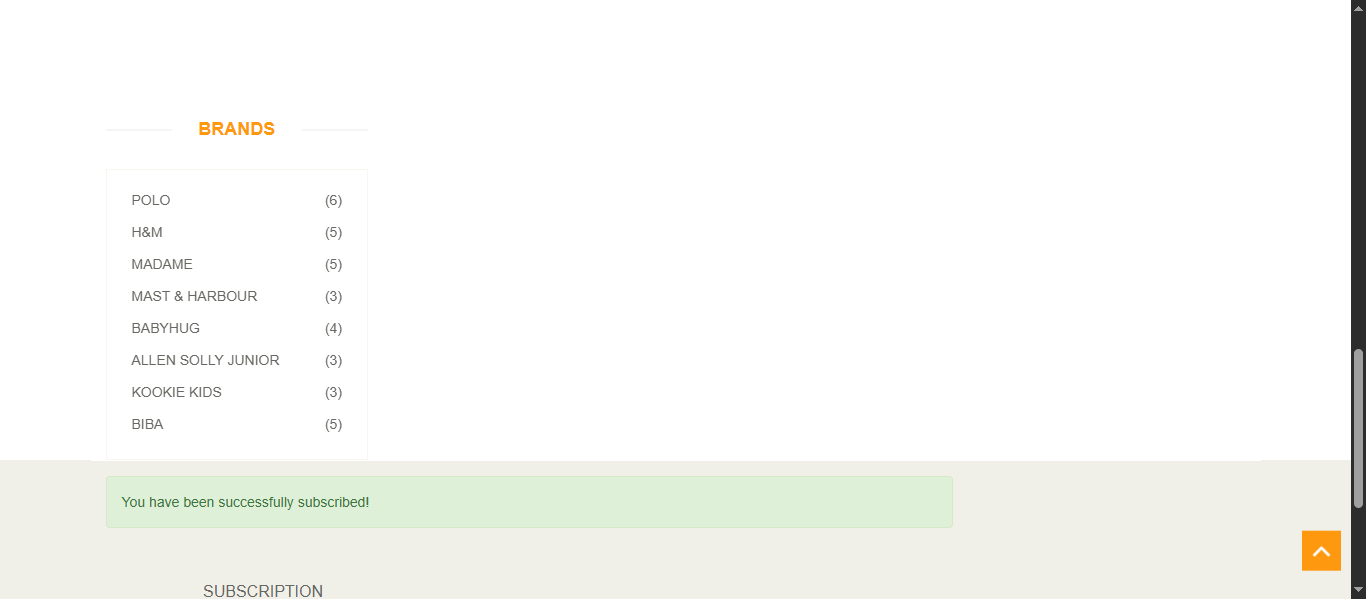 BRANDS
POLO (6)
H&M (5)
MADAME (5)
MAST & HARBOUR (3)
BABYHUG (4)
ALLEN SOLLY JUNIOR (3)
KOOKIE KIDS (3)
BIBA (5)
You have been successfully subscribed!
SUBSCRIPTION